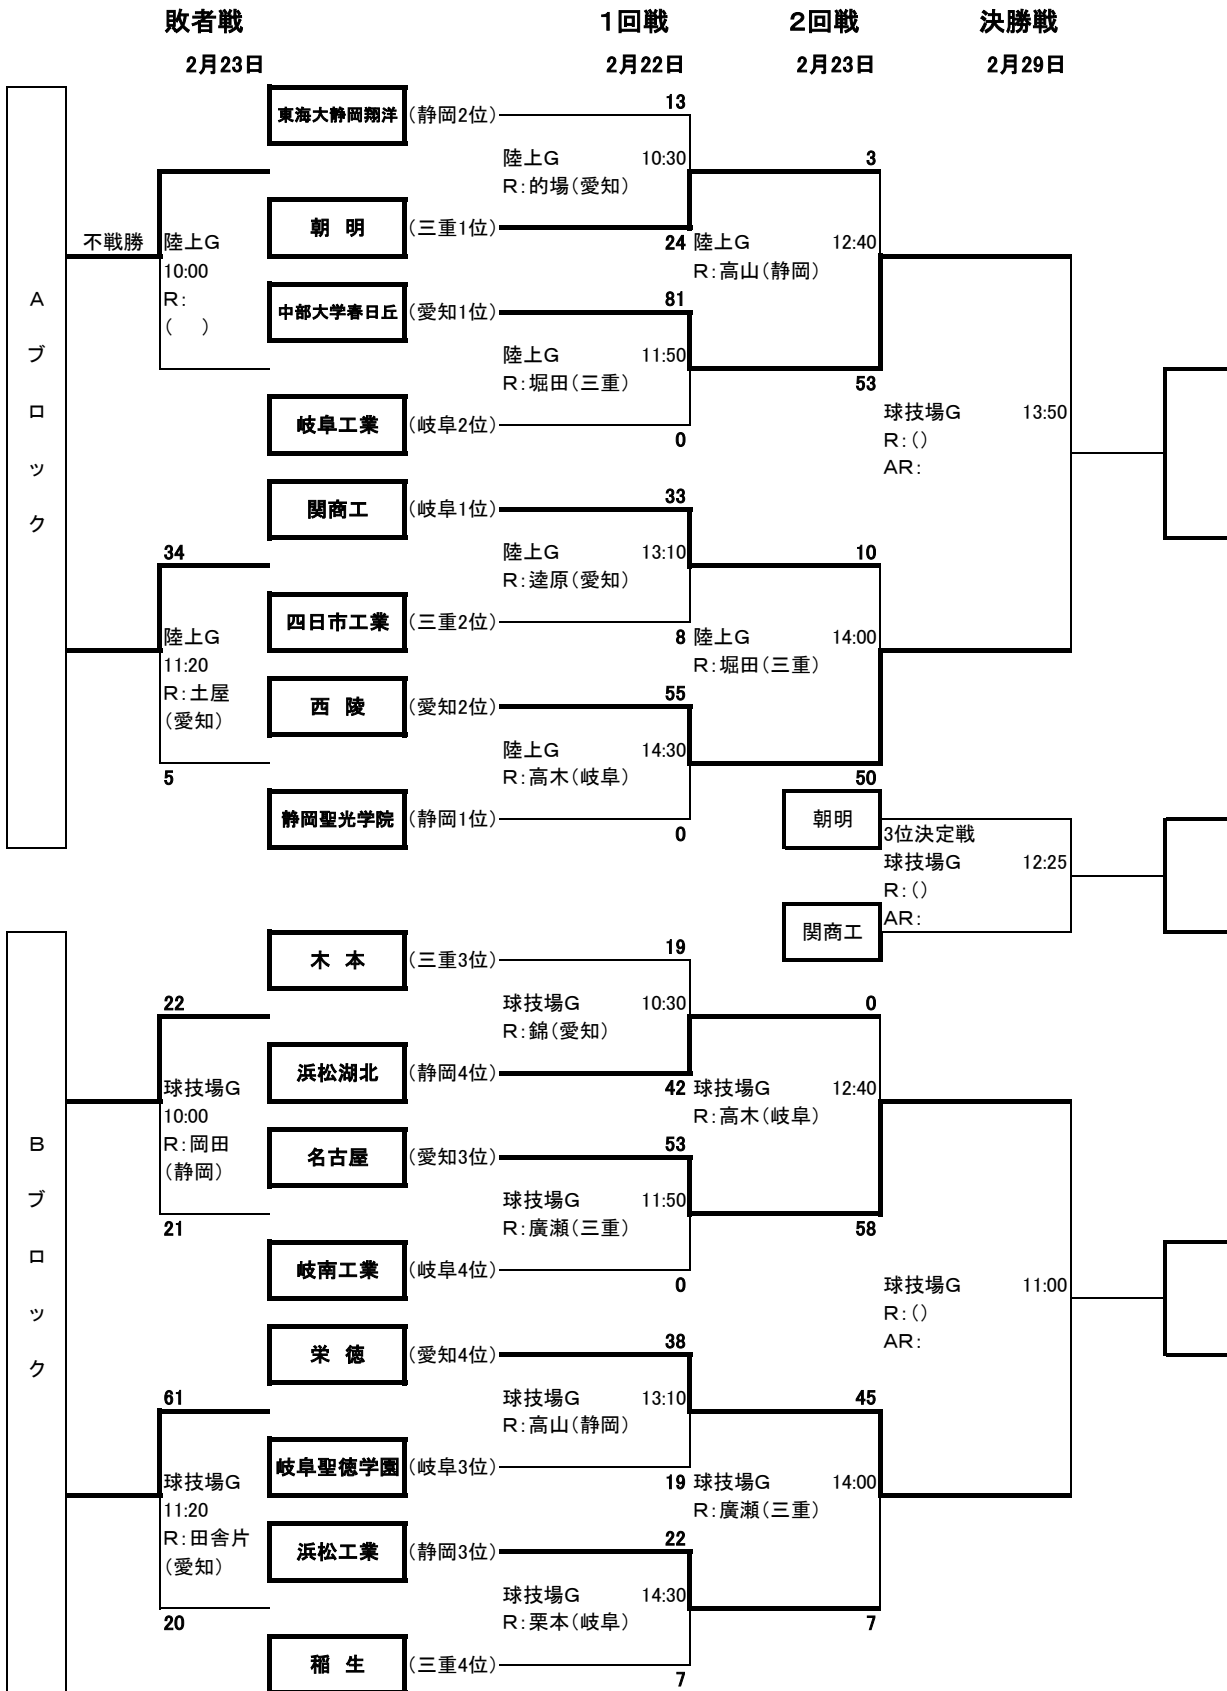 敗者戦 1回戦 2回戦 決勝戦
2月23日 2月22日 2月23日 2月29日
Aブロック
東海大静岡翔洋 (静岡2位) 13
陸上G 10:30
R:的場(愛知)
3
朝 明 (三重1位) 24
不戦勝
陸上G
10:00
R:
( )
陸上G 12:40
R:高山(静岡)
中部大学春日丘 (愛知1位) 81
陸上G 11:50
R:堀田(三重)
53
岐阜工業 (岐阜2位) 0
球技場G 13:50
R:()
AR:
関商工 (岐阜1位) 33
34
陸上G 13:10
R:逵原(愛知)
10
四日市工業 (三重2位) 8
陸上G
11:20
R:土屋
(愛知)
陸上G 14:00
R:堀田(三重)
西 陵 (愛知2位) 55
陸上G 14:30
R:高木(岐阜)
5
50
静岡聖光学院 (静岡1位) 0
朝明
3位決定戦
球技場G 12:25
R:()
AR:
関商工
Bブロック
木 本 (三重3位) 19
22
球技場G 10:30
R:錦(愛知)
0
浜松湖北 (静岡4位) 42
球技場G
10:00
R:岡田
(静岡)
球技場G 12:40
R:高木(岐阜)
名古屋 (愛知3位) 53
球技場G 11:50
R:廣瀬(三重)
21
58
岐南工業 (岐阜4位) 0
球技場G 11:00
R:()
AR:
栄 徳 (愛知4位) 38
61
球技場G 13:10
R:高山(静岡)
45
岐阜聖徳学園 (岐阜3位) 19
球技場G
11:20
R:田舎片
(愛知)
球技場G 14:00
R:廣瀬(三重)
浜松工業 (静岡3位) 22
球技場G 14:30
R:栗本(岐阜)
20
7
稲 生 (三重4位) 7